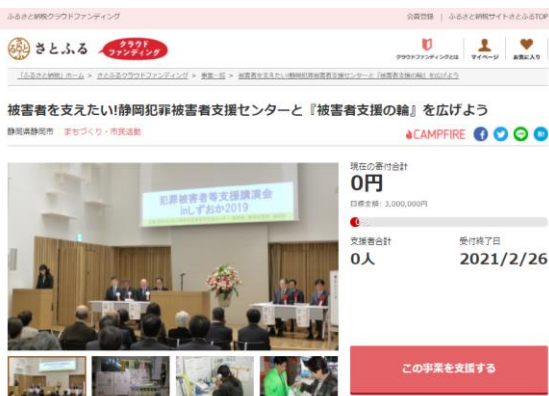 ふるさと納税クラウドファンディング
会員登録 | ふるさと納税サイトさとふるTOP
さとふる クラウドファンディング
クラウドファンディングとは マイページ お気に入り
[ふるさと納税]ホーム > さとふるクラウドファンディング > 事業一覧 > 被害者を支えたい!静岡犯罪被害者支援センターと『被害者支援の輪』を広げよう
被害者を支えたい!静岡犯罪被害者支援センターと『被害者支援の輪』を広げよう
静岡県静岡市 まちづくり・市民活動
CAMPFIRE
犯罪被害者等支援講演会
inしずおか2019
現在の寄付合計
0円
目標金額: 3,000,000円
支援者合計 受付終了日
0人 2021/2/26
この事業を支援する